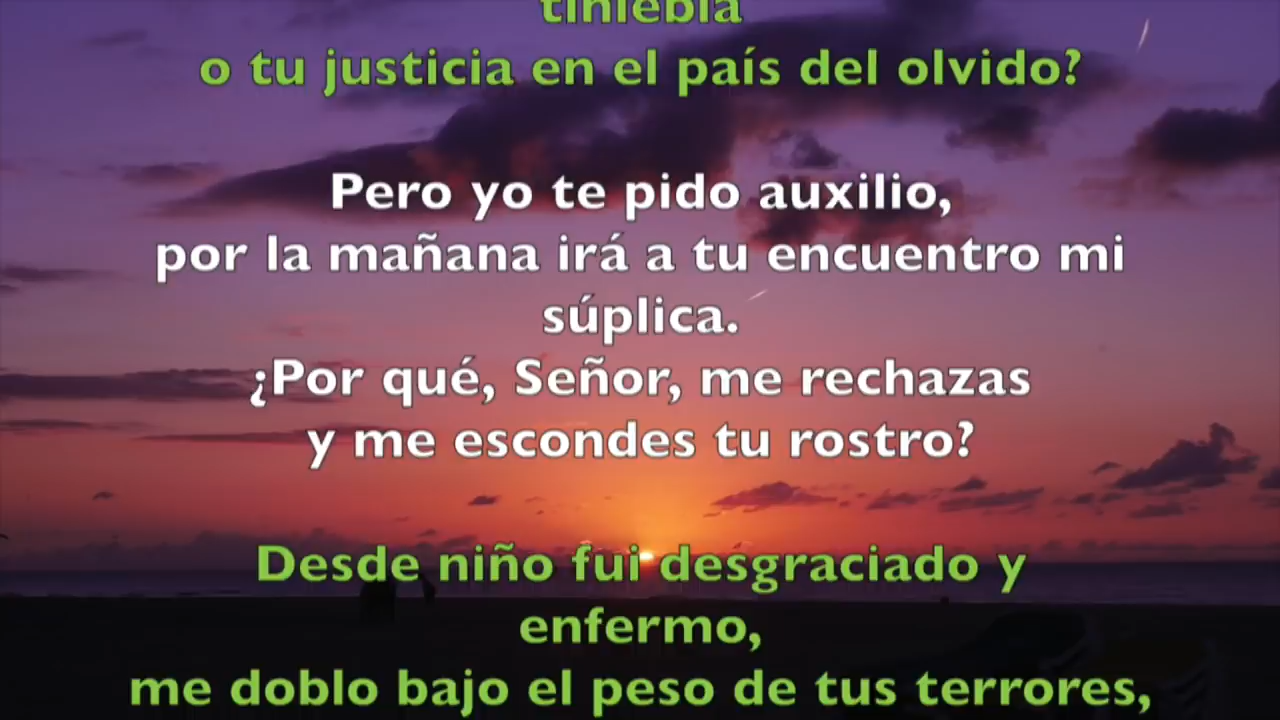 tiniebla
o tu justicia en el país del olvido?
Pero yo te pido auxilio,
por la mañana irá a tu encuentro mi
súplica.
¿Por qué, Señor, me rechazas
y me escondes tu rostro?
Desde niño fui desgraciado y
enfermo,
me doblo bajo el peso de tus terrores,